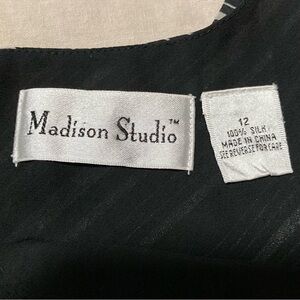 Madison Studio™
12
100% SILK
MADE IN CHINA
SEE REVERSE FOR CARE